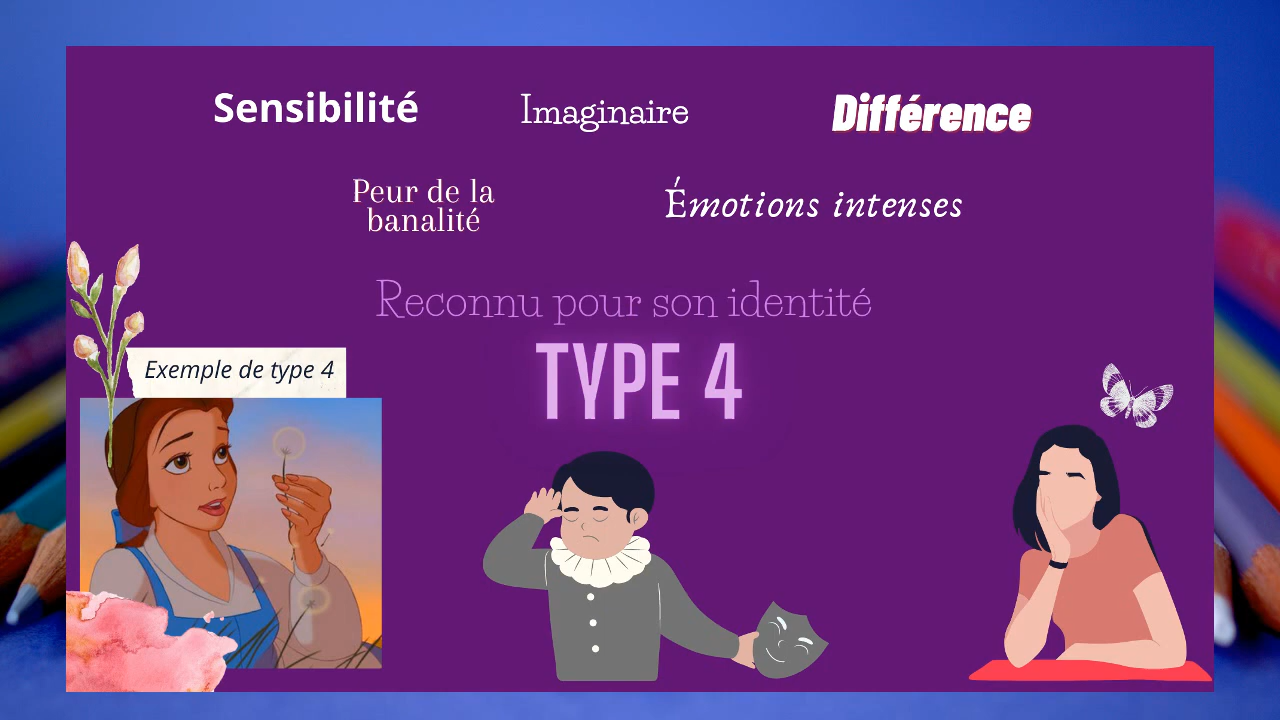 Sensibilité
Imaginaire
Différence
Peur de la
banalité
Émotions intenses
Reconnu pour son identité
TYPE 4
Exemple de type 4